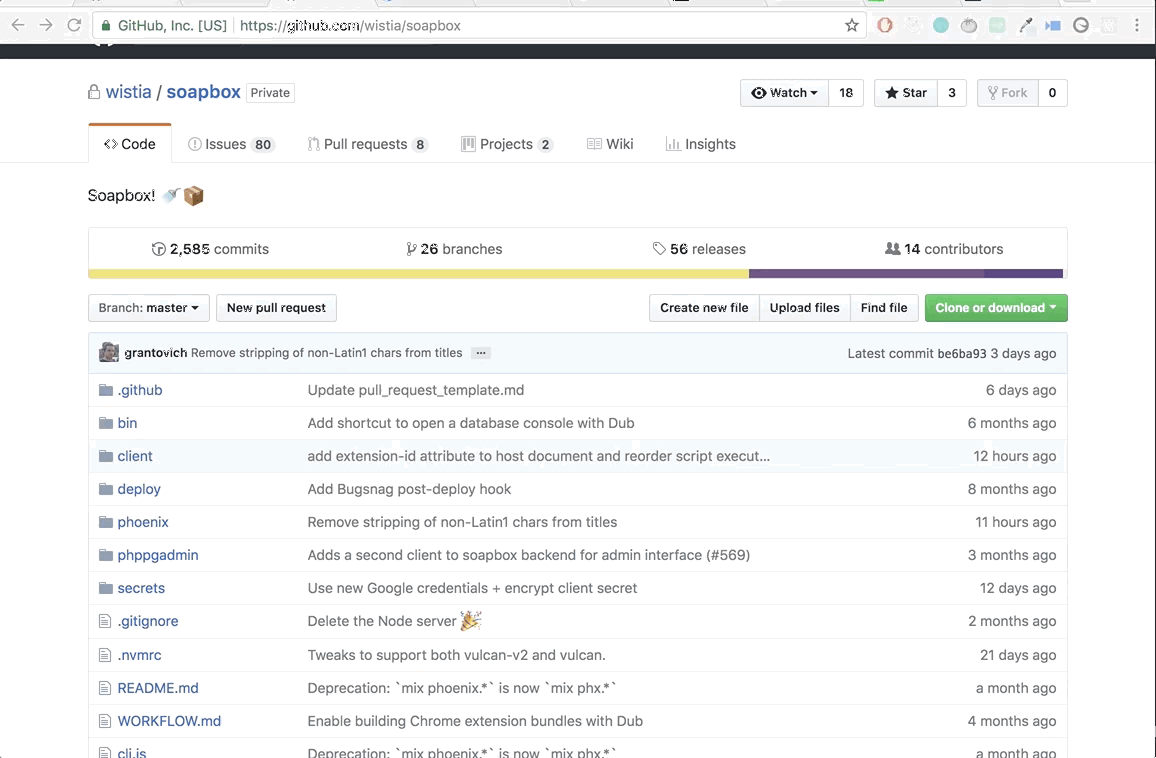 GitHub, Inc. [US] https://github.com/wistia/soapbox
wistia / soapbox Private Watch 18 Star 3 Fork 0
Code Issues 80 Pull requests 8 Projects 2 Wiki Insights
Soapbox! 🚿📦
2,585 commits 26 branches 56 releases 14 contributors
Branch: master New pull request Create new file Upload files Find file Clone or download
grantovich Remove stripping of non-Latin1 chars from titles ... Latest commit be6ba93 3 days ago
.github Update pull_request_template.md 6 days ago
bin Add shortcut to open a database console with Dub 6 months ago
client add extension-id attribute to host document and reorder script execut... 12 hours ago
deploy Add Bugsnag post-deploy hook 8 months ago
phoenix Remove stripping of non-Latin1 chars from titles 11 hours ago
phppgadmin Adds a second client to soapbox backend for admin interface (#569) 3 months ago
secrets Use new Google credentials + encrypt client secret 12 days ago
.gitignore Delete the Node server 🎉 2 months ago
.nvmrc Tweaks to support both vulcan-v2 and vulcan. 21 days ago
README.md Deprecation: `mix phoenix.*` is now `mix phx.*` a month ago
WORKFLOW.md Enable building Chrome extension bundles with Dub 4 months ago
cli.js Deprecation: `mix phoenix.*` is now `mix phx.*` a month ago